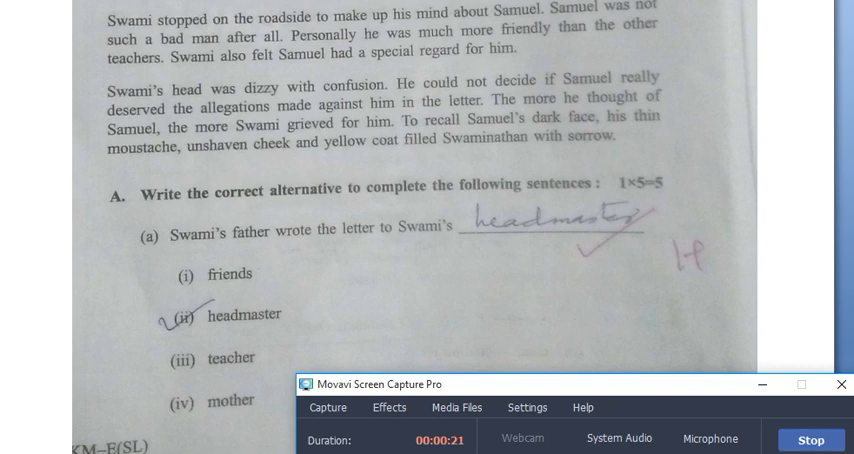 Swami stopped on the roadside to make up his mind about Samuel. Samuel was not
such a bad man after all. Personally he was much more friendly than the other
teachers. Swami also felt Samuel had a special regard for him.
Swami's head was dizzy with confusion. He could not decide if Samuel really
deserved the allegations made against him in the letter. The more he thought of
Samuel, the more Swami grieved for him. To recall Samuel's dark face, his thin
moustache, unshaven cheek and yellow coat filled Swaminathan with sorrow.
A. Write the correct alternative to complete the following sentences : 1×5=5
(a) Swami's father wrote the letter to Swami's headmaster
(i) friends
(ii) headmaster
(iii) teacher
(iv) mother
KM–E(SL)
Movavi Screen Capture Pro
Capture Effects Media Files Settings Help
Duration: 00:00:21 Webcam System Audio Microphone Stop